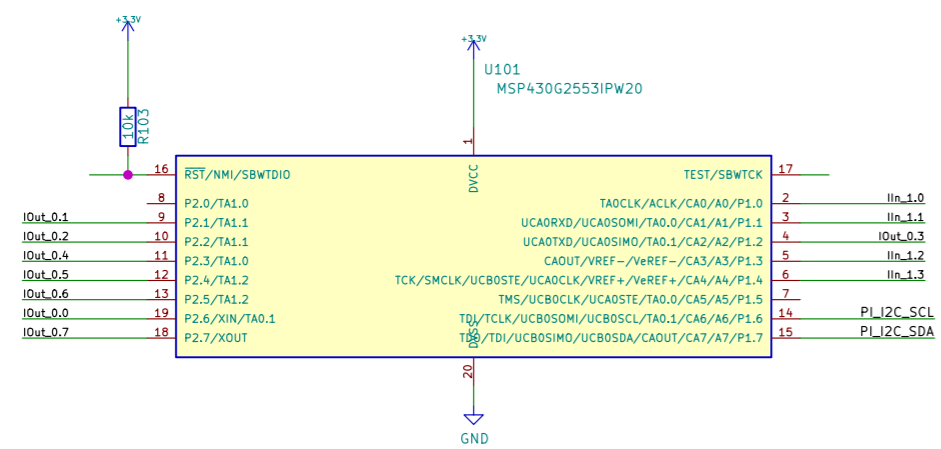 +3.3V
+3.3V
U101
MSP430G2553IPW20
10k
R103
16 RST/NMI/SBWTDIO
DVCC 1
TEST/SBWTCK 17
8 P2.0/TA1.0
TA0CLK/ACLK/CA0/A0/P1.0 2 IIn_1.0
IOut_0.1 9 P2.1/TA1.1
UCA0RXD/UCA0SOMI/TA0.0/CA1/A1/P1.1 3 IIn_1.1
IOut_0.2 10 P2.2/TA1.1
UCA0TXD/UCA0SIMO/TA0.1/CA2/A2/P1.2 4 IOut_0.3
IOut_0.4 11 P2.3/TA1.0
CAOUT/VREF-/VeREF-/CA3/A3/P1.3 5 IIn_1.2
IOut_0.5 12 P2.4/TA1.2
TCK/SMCLK/UCB0STE/UCA0CLK/VREF+/VeREF+/CA4/A4/P1.4 6 IIn_1.3
IOut_0.6 13 P2.5/TA1.2
TMS/UCB0CLK/UCA0STE/TA0.0/CA5/A5/P1.5 7
IOut_0.0 19 P2.6/XIN/TA0.1
TDI/TCLK/UCB0SOMI/UCB0SCL/TA0.1/CA6/A6/P1.6 14 PI_I2C_SCL
IOut_0.7 18 P2.7/XOUT
TDO/TDI/UCB0SIMO/UCB0SDA/CAOUT/CA7/A7/P1.7 15 PI_I2C_SDA
DVSS 20
GND